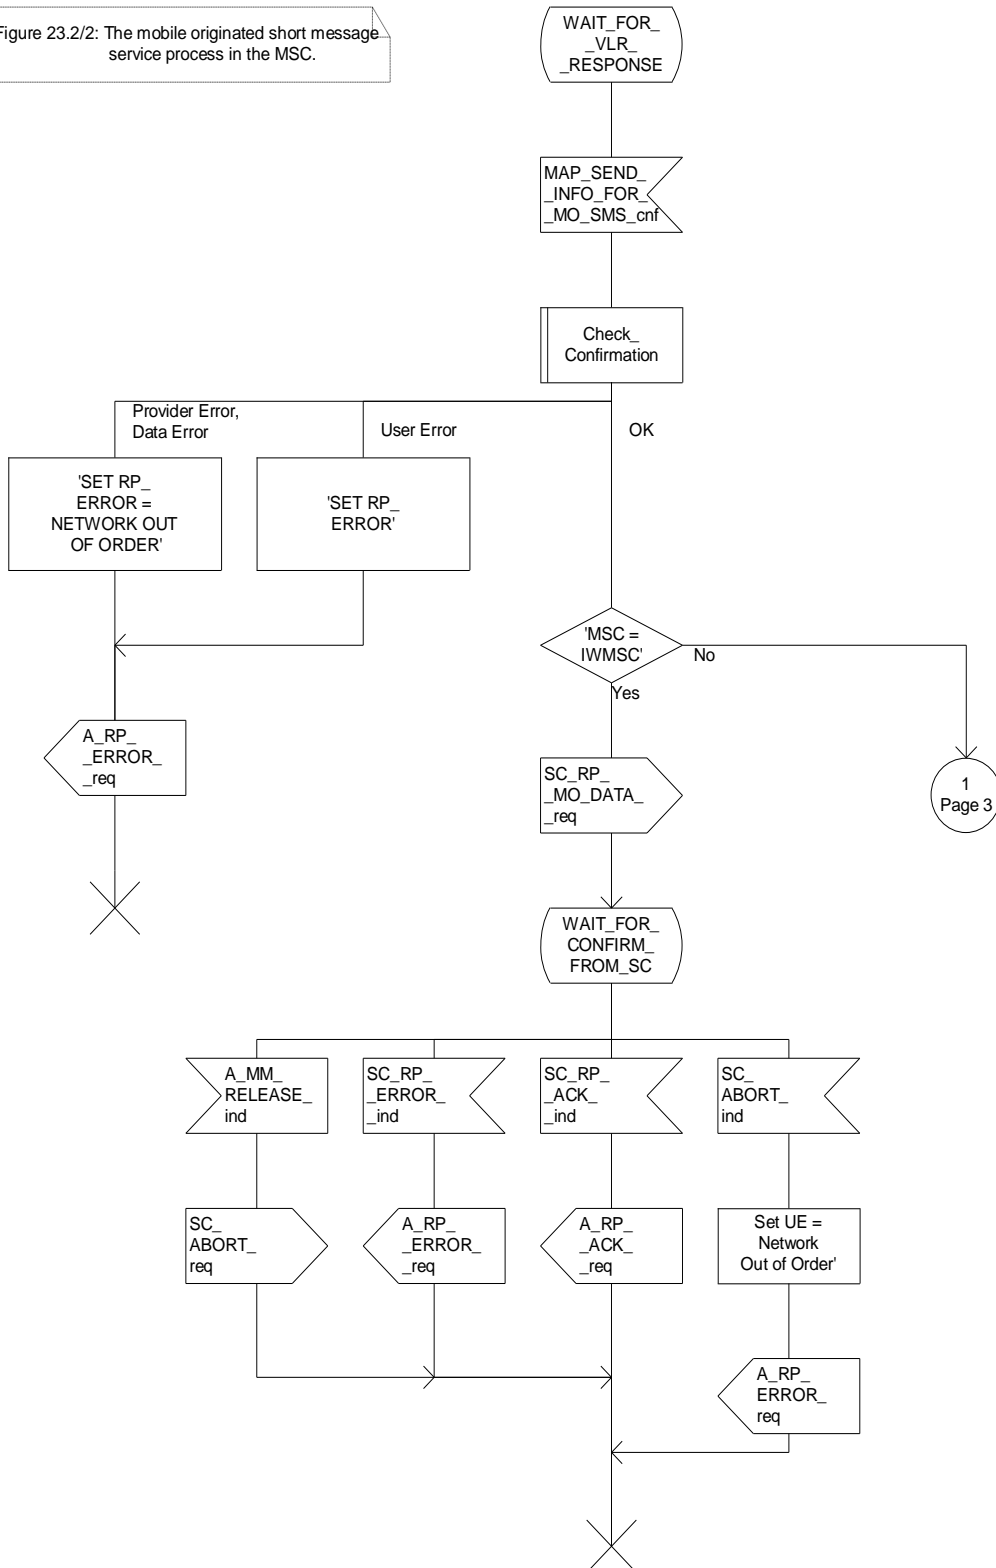 Figure 23.2/2: The mobile originated short message
service process in the MSC.
WAIT_FOR_
_VLR_
_RESPONSE
MAP_SEND_
_INFO_FOR_
_MO_SMS_cnf
Check_
Confirmation
Provider Error,
Data Error
User Error
OK
'SET RP_
ERROR =
NETWORK OUT
OF ORDER'
'SET RP_
ERROR'
'MSC =
IWMSC'
No
Yes
A_RP_
_ERROR_
_req
SC_RP_
_MO_DATA_
_req
1
Page 3
WAIT_FOR_
CONFIRM_
FROM_SC
A_MM_
RELEASE_
ind
SC_RP_
_ERROR_
_ind
SC_RP_
_ACK_
_ind
SC_
ABORT_
ind
SC_
ABORT_
req
A_RP_
_ERROR_
_req
A_RP_
_ACK_
_req
Set UE =
Network
Out of Order'
A_RP_
ERROR_
req